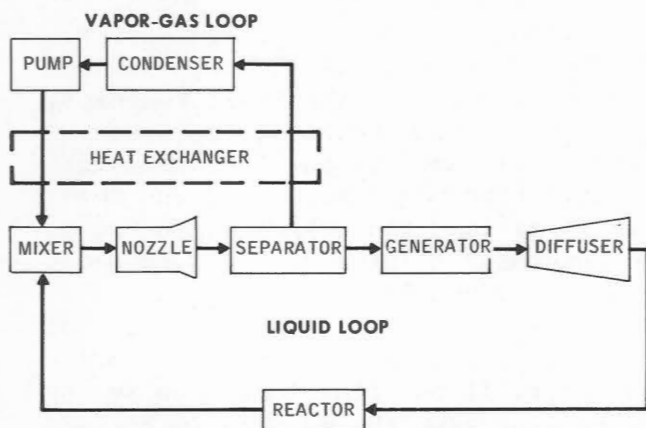 VAPOR-GAS LOOP
PUMP
CONDENSER
HEAT EXCHANGER
MIXER
NOZZLE
SEPARATOR
GENERATOR
DIFFUSER
LIQUID LOOP
REACTOR